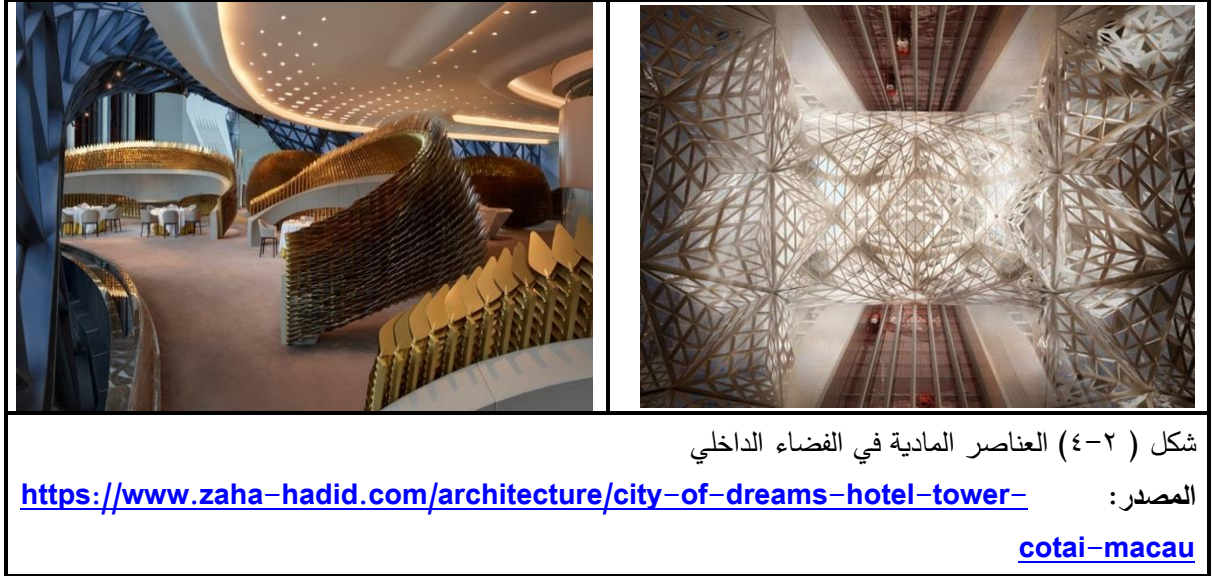 شكل ( ٢-٤) العناصر المادية في الفضاء الداخلي
المصدر: https://www.zaha-hadid.com/architecture/city-of-dreams-hotel-tower-
cotai-macau